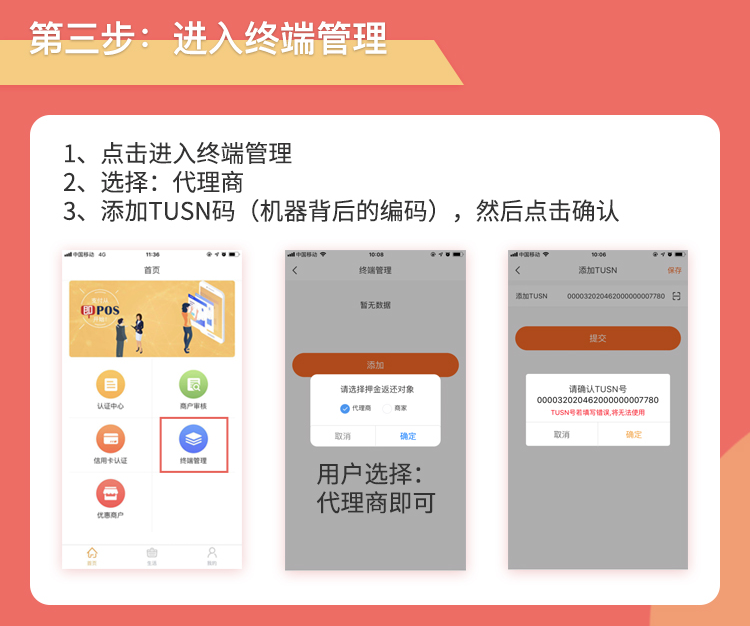 第三步：进入终端管理
1、点击进入终端管理
2、选择：代理商
3、添加TUSN码（机器背后的编码），然后点击确认
中国移动 4G 11:36
首页
即POS
认证中心
商户审核
信用卡认证
终端管理
优惠商户
首页
我的
中国移动 10:08
终端管理
暂无数据
添加
请选择押金返还对象
代理商
商家
取消
确定
用户选择：
代理商即可
中国移动 10:06
添加TUSN
保存
添加TUSN 000032020462000000007780
提交
请确认TUSN号
000032020462000000007780
TUSN号若填写错误,将无法使用
取消
确定